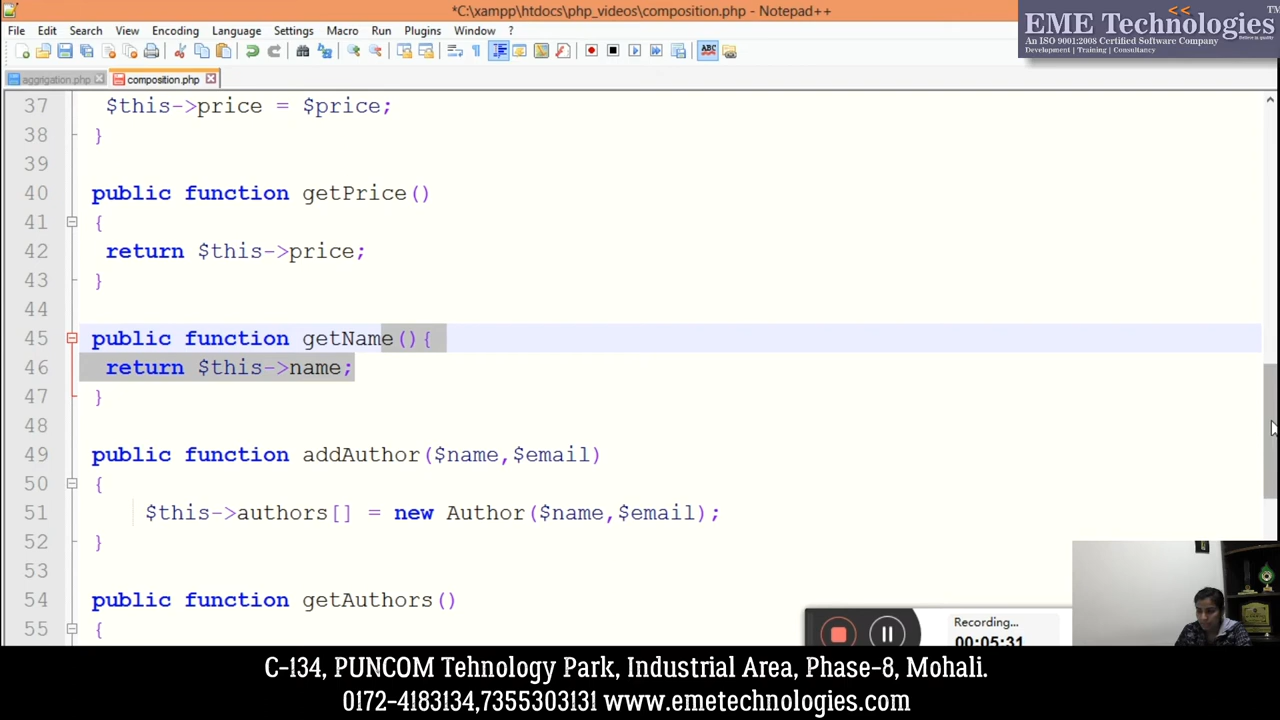 *C:\xampp\htdocs\php_videos\composition.php - Notepad++
File Edit Search View Encoding Language Settings Macro Run Plugins Window ?
EME Technologies TM
An ISO 9001:2008 Certified Software Company
Development | Training | Consultancy
aggrigation.php composition.php
37 $this->price = $price;
38 }
39
40 public function getPrice()
41 {
42 return $this->price;
43 }
44
45 public function getName(){
46 return $this->name;
47 }
48
49 public function addAuthor($name,$email)
50 {
51 $this->authors[] = new Author($name,$email);
52 }
53
54 public function getAuthors()
55 {
Recording...
00:05:31
C-134, PUNCOM Tehnology Park, Industrial Area, Phase-8, Mohali.
0172-4183134,7355303131 www.emetechnologies.com